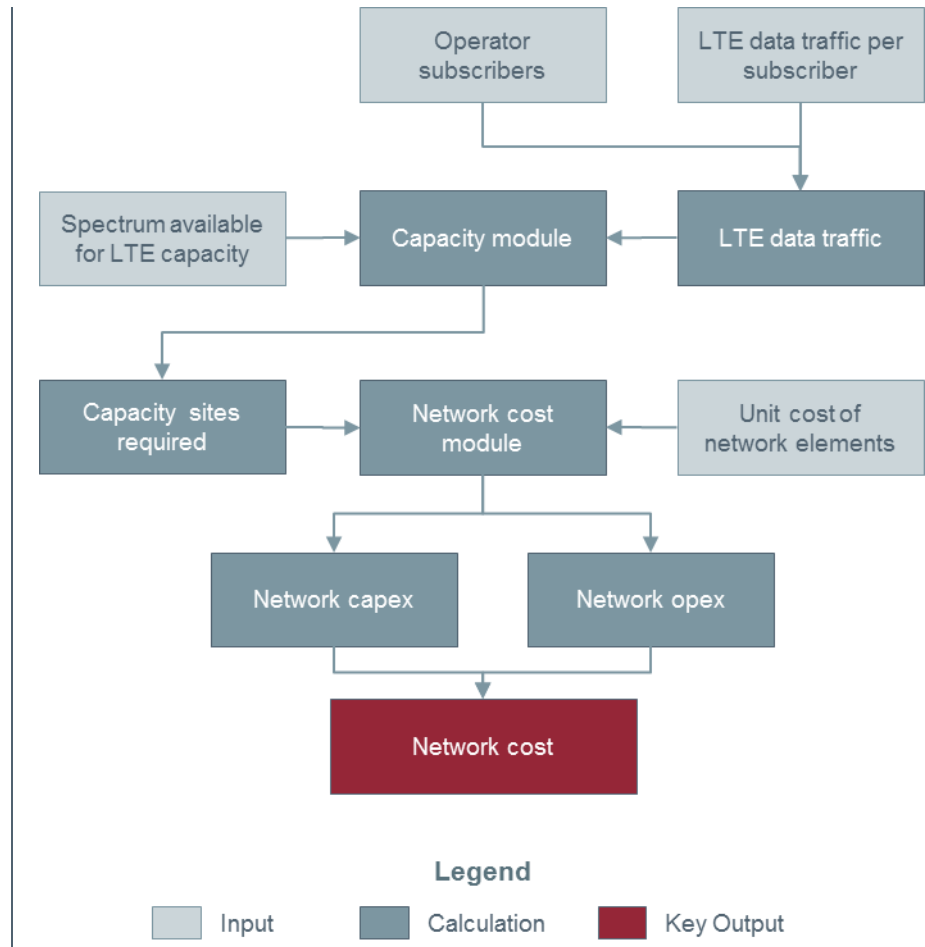 Operator
subscribers
LTE data traffic per
subscriber
Spectrum available
for LTE capacity
Capacity module
LTE data traffic
Capacity sites
required
Network cost
module
Unit cost of
network elements
Network capex
Network opex
Network cost
Legend
Input
Calculation
Key Output